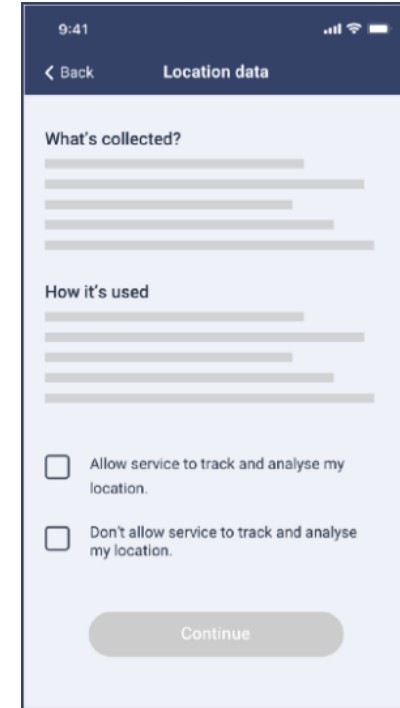 9:41
Back
Location data
What's collected?
How it's used
Allow service to track and analyse my
location.
Don't allow service to track and analyse
my location.
Continue